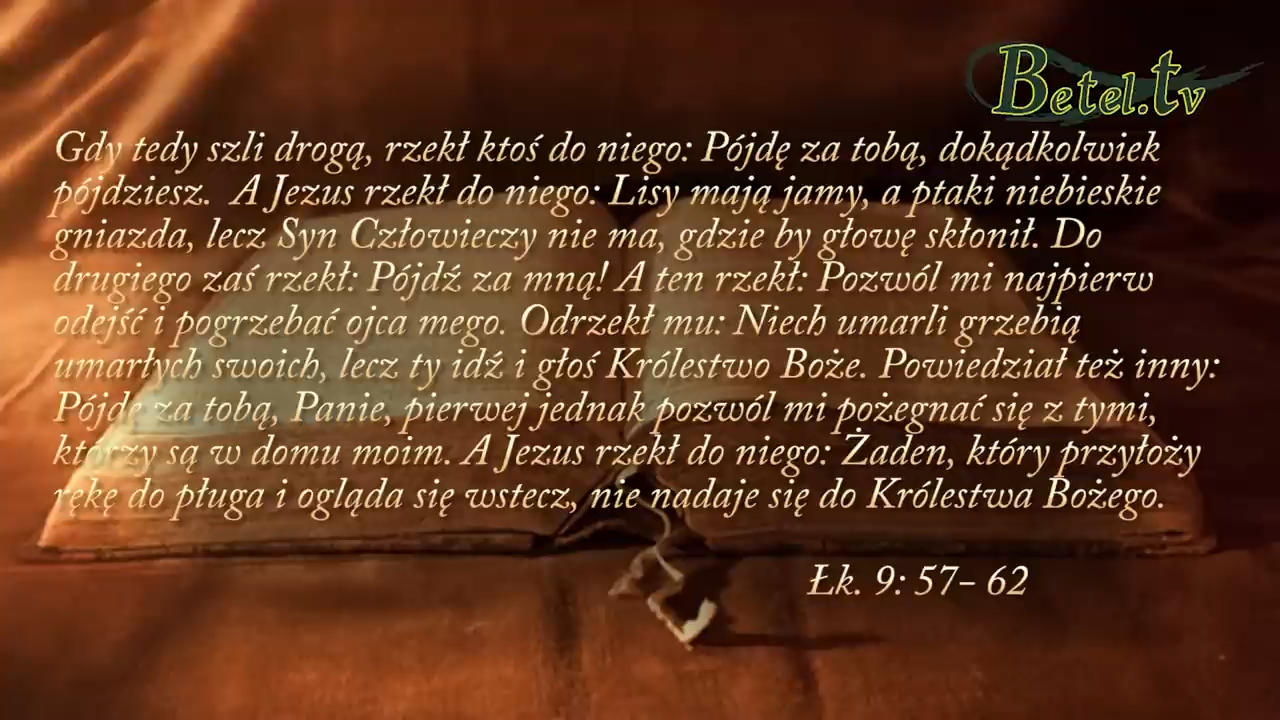 Betel.tv
Gdy tedy szli drogą, rzekł ktoś do niego: Pójdę za tobą, dokądkolwiek
pójdziesz. A Jezus rzekł do niego: Lisy mają jamy, a ptaki niebieskie
gniazda, lecz Syn Człowieczy nie ma, gdzie by głowę skłonił. Do
drugiego zaś rzekł: Pójdź za mną! A ten rzekł: Pozwól mi najpierw
odejść i pogrzebać ojca mego. Odrzekł mu: Niech umarli grzebią
umarłych swoich, lecz ty idź i głoś Królestwo Boże. Powiedział też inny:
Pójdę za tobą, Panie, pierwej jednak pozwól mi pożegnać się z tymi,
którzy są w domu moim. A Jezus rzekł do niego: Żaden, który przyłoży
rękę do pługa i ogląda się wstecz, nie nadaje się do Królestwa Bożego.
Łk. 9: 57- 62